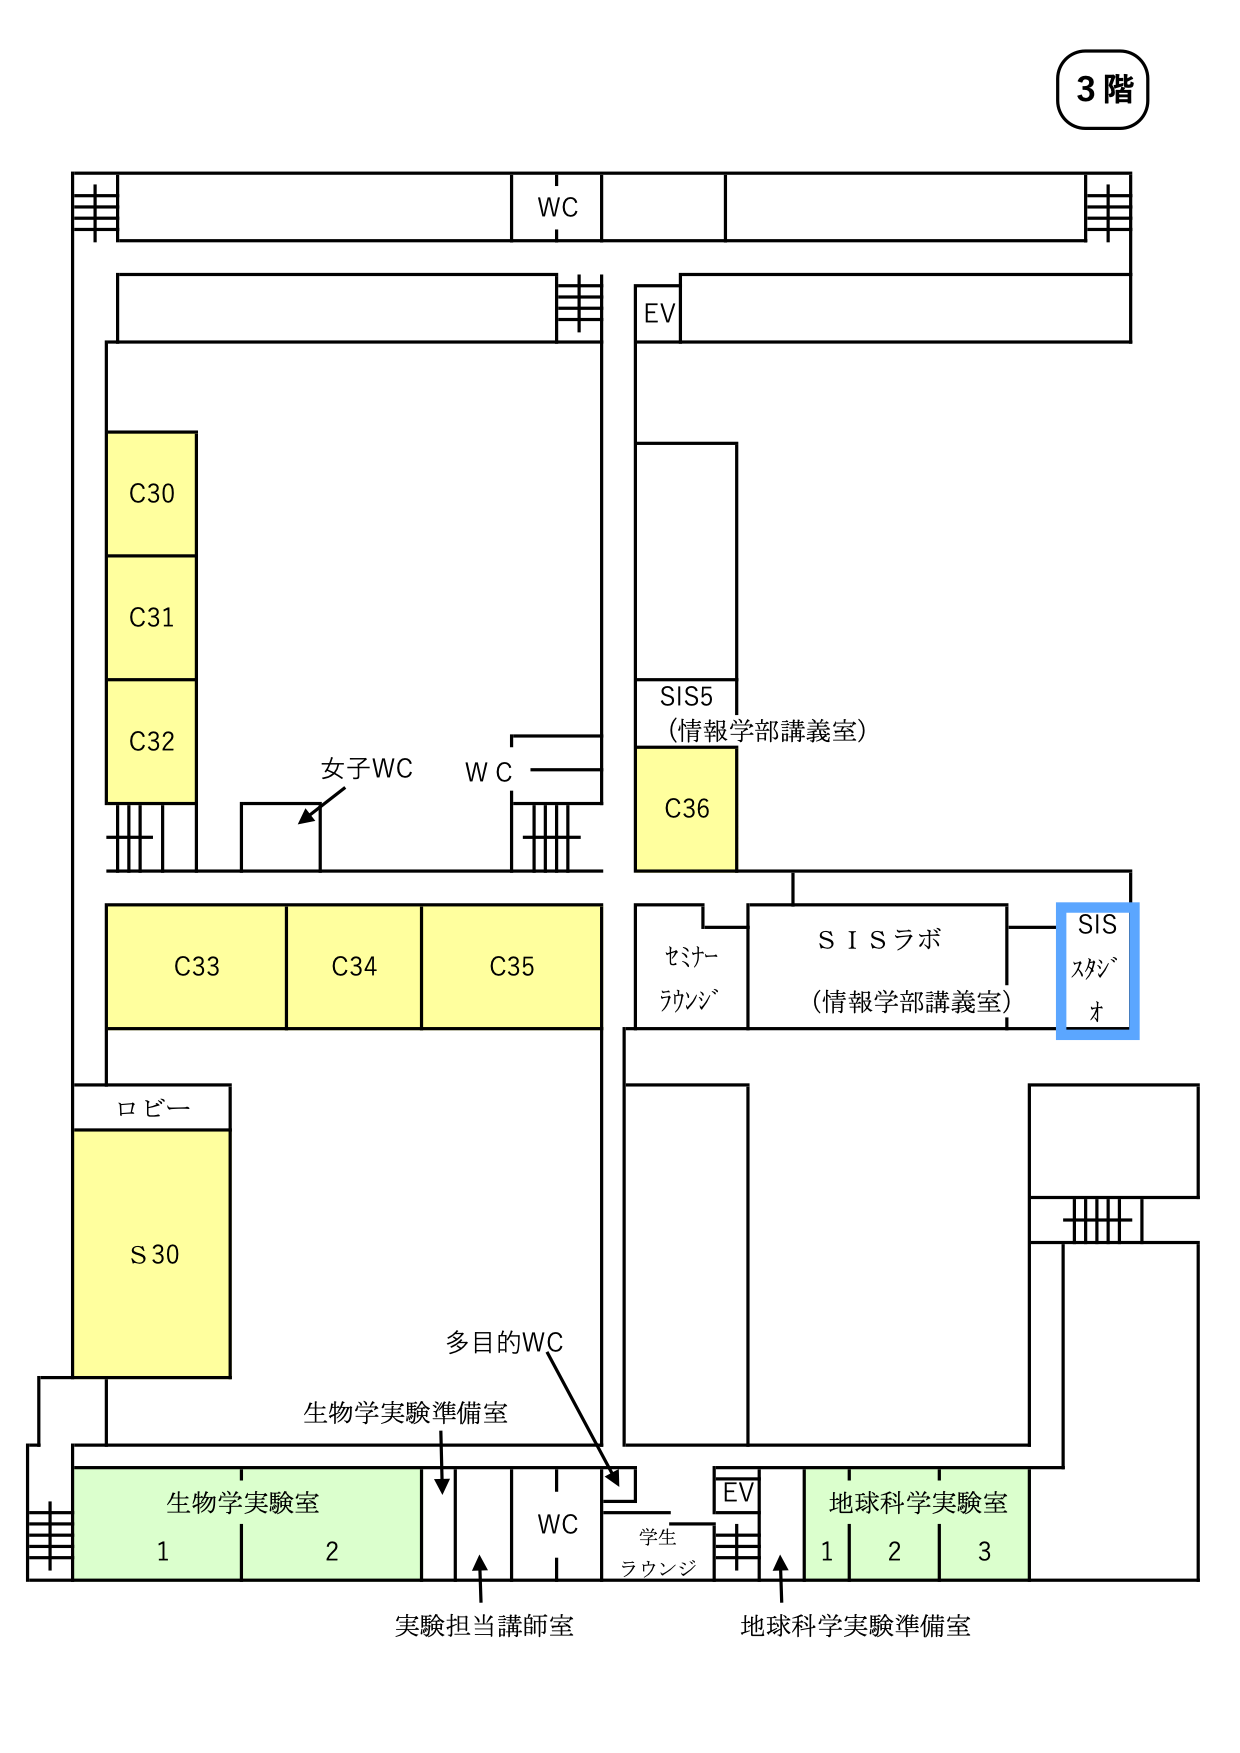 3 階
WC
EV
C30
C31
C32
SIS5
（情報学部講義室）
女子WC
W C
C36
C33
C34
C35
ｾﾐﾅｰ
ﾗｳﾝｼﾞ
ＳＩＳラボ
（情報学部講義室）
SIS
ｽﾀｼﾞ
ｵ
ロビー
Ｓ30
多目的WC
生物学実験準備室
生物学実験室
1
2
WC
学生
ラウンジ
EV
地球科学実験室
1
2
3
実験担当講師室
地球科学実験準備室